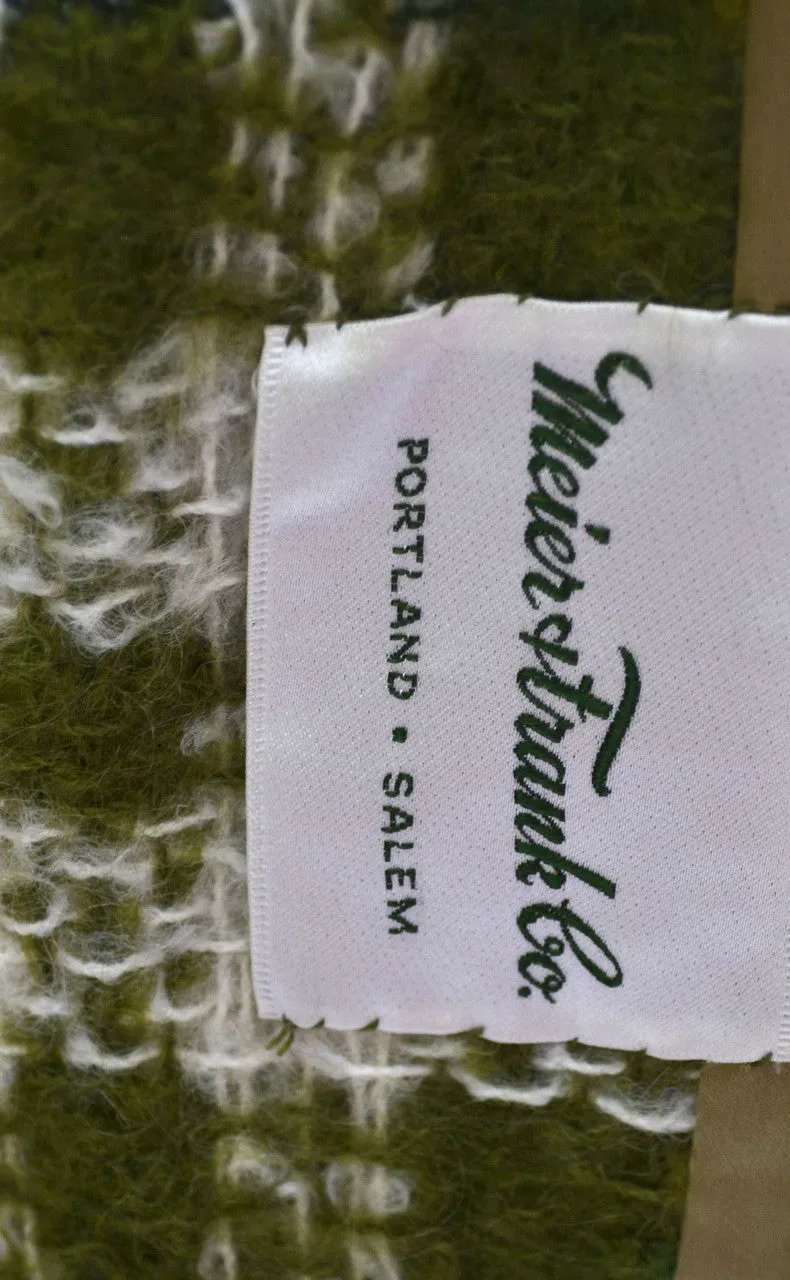 Meier & Frank Co.
PORTLAND • SALEM